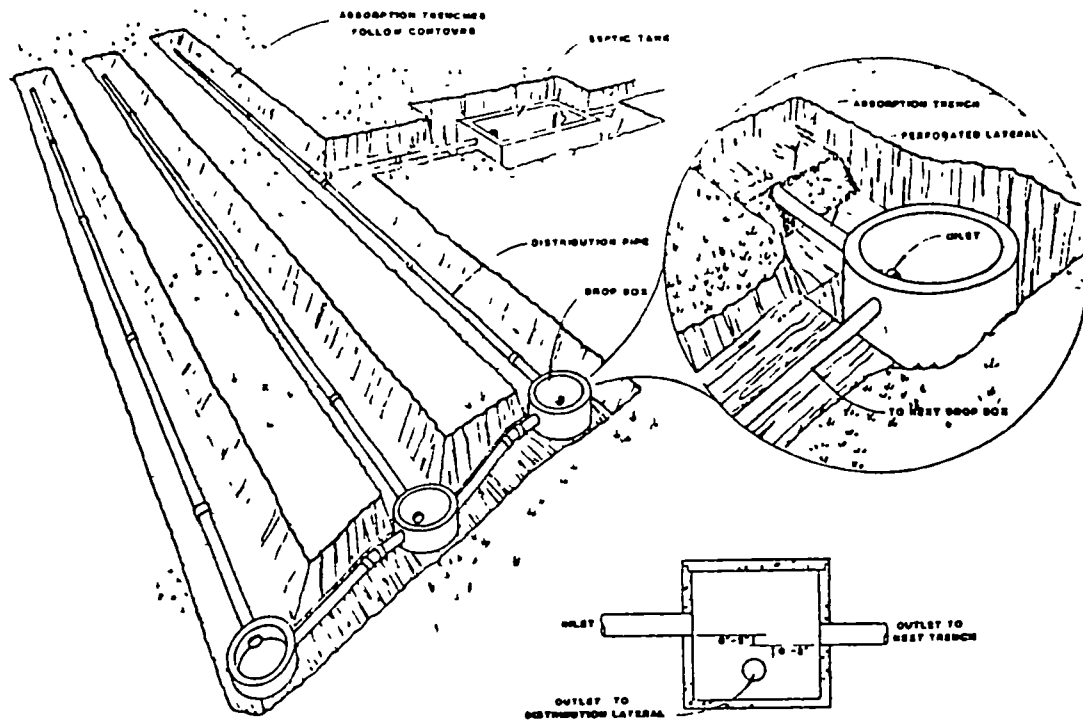 ABSORPTION TRENCHES
FOLLOW CONTOURS
SEPTIC TANK
ABSORPTION TRENCH
PERFORATED LATERAL
INLET
DISTRIBUTION PIPE
DROP BOX
TO NEXT DROP BOX
INLET
OUTLET TO
NEXT TRENCH
OUTLET TO
DISTRIBUTION LATERAL